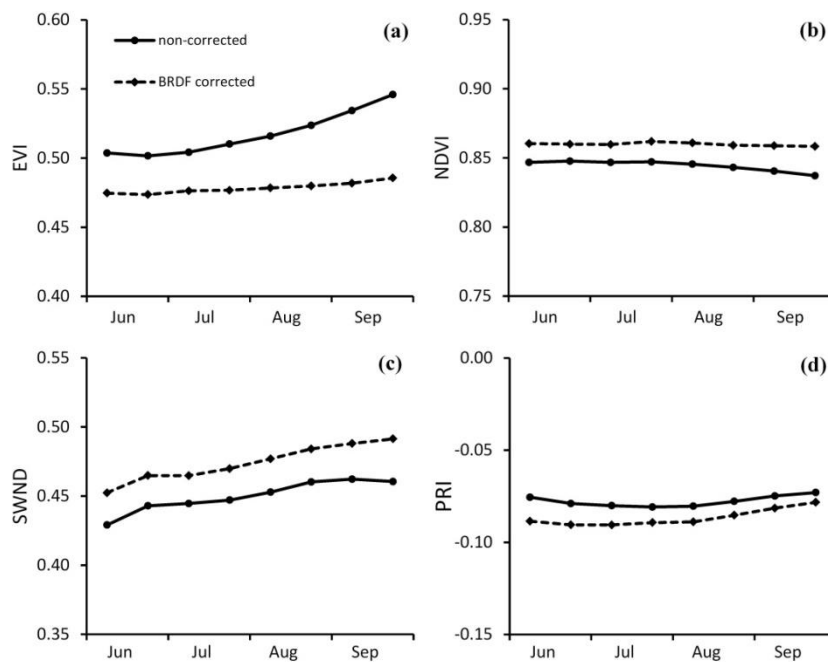 (a)
EVI
0.60
0.55
0.50
0.45
0.40
non-corrected
BRDF corrected
Jun Jul Aug Sep
(b)
NDVI
0.95
0.90
0.85
0.80
0.75
Jun Jul Aug Sep
(c)
SWND
0.55
0.50
0.45
0.40
0.35
Jun Jul Aug Sep
(d)
PRI
0.00
-0.05
-0.10
-0.15
Jun Jul Aug Sep